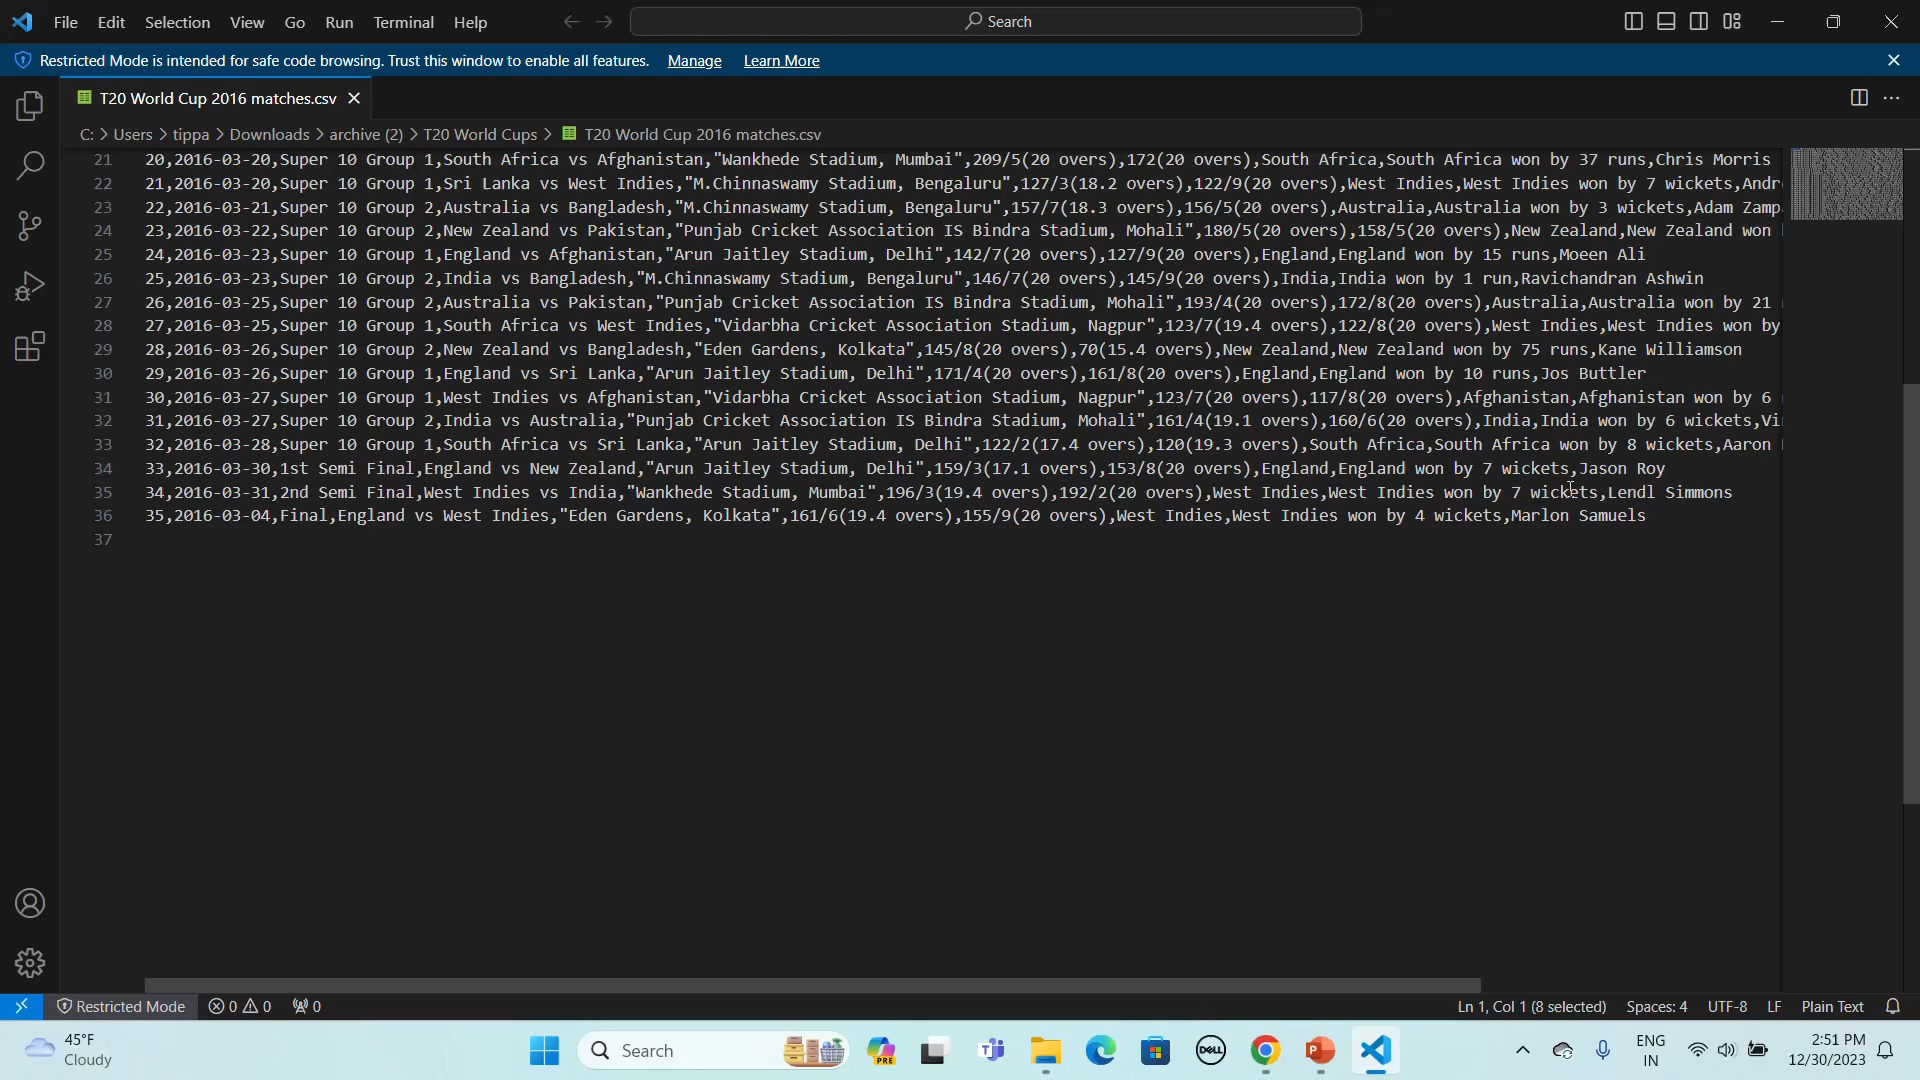 File Edit Selection View Go Run Terminal Help Search
Restricted Mode is intended for safe code browsing. Trust this window to enable all features. Manage Learn More
T20 World Cup 2016 matches.csv
C: > Users > tippa > Downloads > archive (2) > T20 World Cups > T20 World Cup 2016 matches.csv
21 20,2016-03-20,Super 10 Group 1,South Africa vs Afghanistan,"Wankhede Stadium, Mumbai",209/5(20 overs),172(20 overs),South Africa,South Africa won by 37 runs,Chris Morris
22 21,2016-03-20,Super 10 Group 1,Sri Lanka vs West Indies,"M.Chinnaswamy Stadium, Bengaluru",127/3(18.2 overs),122/9(20 overs),West Indies,West Indies won by 7 wickets,Andr
23 22,2016-03-21,Super 10 Group 2,Australia vs Bangladesh,"M.Chinnaswamy Stadium, Bengaluru",157/7(18.3 overs),156/5(20 overs),Australia,Australia won by 3 wickets,Adam Zamp
24 23,2016-03-22,Super 10 Group 2,New Zealand vs Pakistan,"Punjab Cricket Association IS Bindra Stadium, Mohali",180/5(20 overs),158/5(20 overs),New Zealand,New Zealand won
25 24,2016-03-23,Super 10 Group 1,England vs Afghanistan,"Arun Jaitley Stadium, Delhi",142/7(20 overs),127/9(20 overs),England,England won by 15 runs,Moeen Ali
26 25,2016-03-23,Super 10 Group 2,India vs Bangladesh,"M.Chinnaswamy Stadium, Bengaluru",146/7(20 overs),145/9(20 overs),India,India won by 1 run,Ravichandran Ashwin
27 26,2016-03-25,Super 10 Group 2,Australia vs Pakistan,"Punjab Cricket Association IS Bindra Stadium, Mohali",193/4(20 overs),172/8(20 overs),Australia,Australia won by 21
28 27,2016-03-25,Super 10 Group 1,South Africa vs West Indies,"Vidarbha Cricket Association Stadium, Nagpur",123/7(19.4 overs),122/8(20 overs),West Indies,West Indies won by
29 28,2016-03-26,Super 10 Group 2,New Zealand vs Bangladesh,"Eden Gardens, Kolkata",145/8(20 overs),70(15.4 overs),New Zealand,New Zealand won by 75 runs,Kane Williamson
30 29,2016-03-26,Super 10 Group 1,England vs Sri Lanka,"Arun Jaitley Stadium, Delhi",171/4(20 overs),161/8(20 overs),England,England won by 10 runs,Jos Buttler
31 30,2016-03-27,Super 10 Group 1,West Indies vs Afghanistan,"Vidarbha Cricket Association Stadium, Nagpur",123/7(20 overs),117/8(20 overs),Afghanistan,Afghanistan won by 6
32 31,2016-03-27,Super 10 Group 2,India vs Australia,"Punjab Cricket Association IS Bindra Stadium, Mohali",161/4(19.1 overs),160/6(20 overs),India,India won by 6 wickets,Vi
33 32,2016-03-28,Super 10 Group 1,South Africa vs Sri Lanka,"Arun Jaitley Stadium, Delhi",122/2(17.4 overs),120(19.3 overs),South Africa,South Africa won by 8 wickets,Aaron
34 33,2016-03-30,1st Semi Final,England vs New Zealand,"Arun Jaitley Stadium, Delhi",159/3(17.1 overs),153/8(20 overs),England,England won by 7 wickets,Jason Roy
35 34,2016-03-31,2nd Semi Final,West Indies vs India,"Wankhede Stadium, Mumbai",196/3(19.4 overs),192/2(20 overs),West Indies,West Indies won by 7 wickets,Lendl Simmons
36 35,2016-03-04,Final,England vs West Indies,"Eden Gardens, Kolkata",161/6(19.4 overs),155/9(20 overs),West Indies,West Indies won by 4 wickets,Marlon Samuels
37
Restricted Mode 0 0 0 Ln 1, Col 1 (8 selected) Spaces: 4 UTF-8 LF Plain Text
45°F Search PRE DELL ENG 2:51 PM
Cloudy IN 12/30/2023